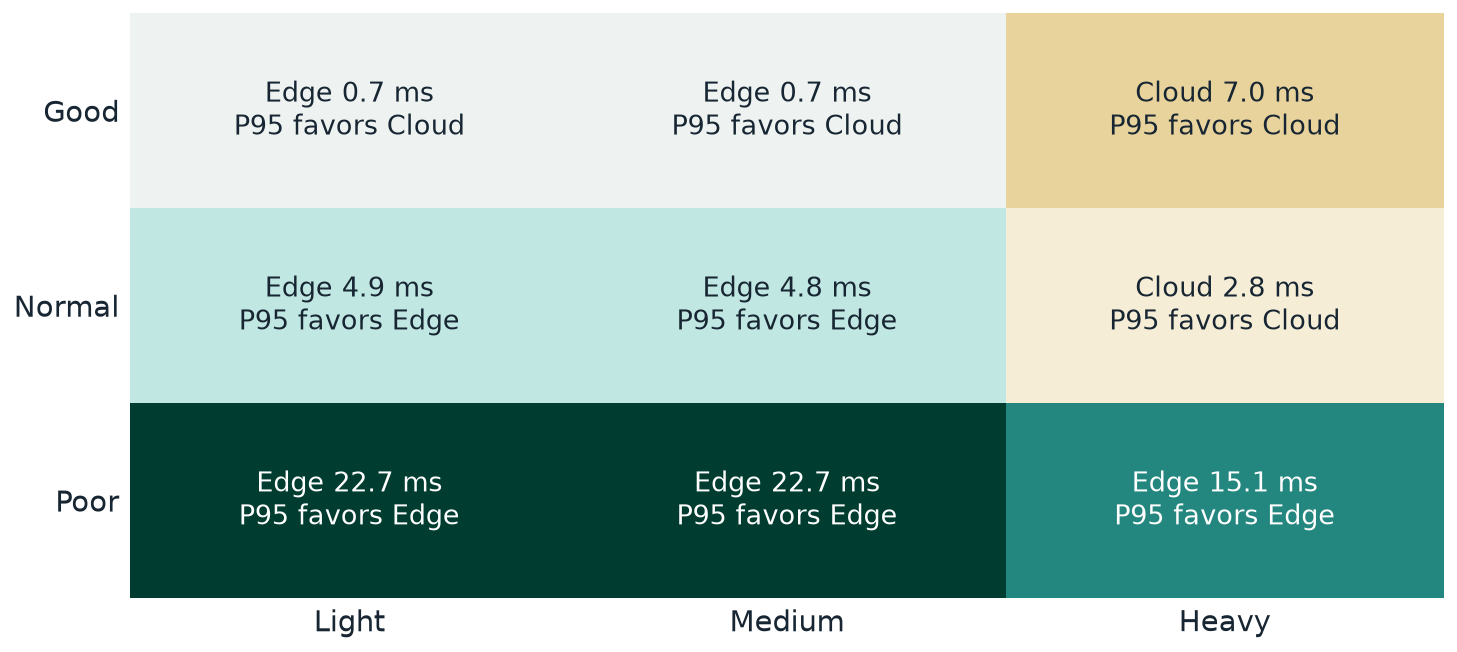 Good
Edge 0.7 ms
P95 favors Cloud
Edge 0.7 ms
P95 favors Cloud
Cloud 7.0 ms
P95 favors Cloud
Normal
Edge 4.9 ms
P95 favors Edge
Edge 4.8 ms
P95 favors Edge
Cloud 2.8 ms
P95 favors Cloud
Poor
Edge 22.7 ms
P95 favors Edge
Edge 22.7 ms
P95 favors Edge
Edge 15.1 ms
P95 favors Edge
Light
Medium
Heavy